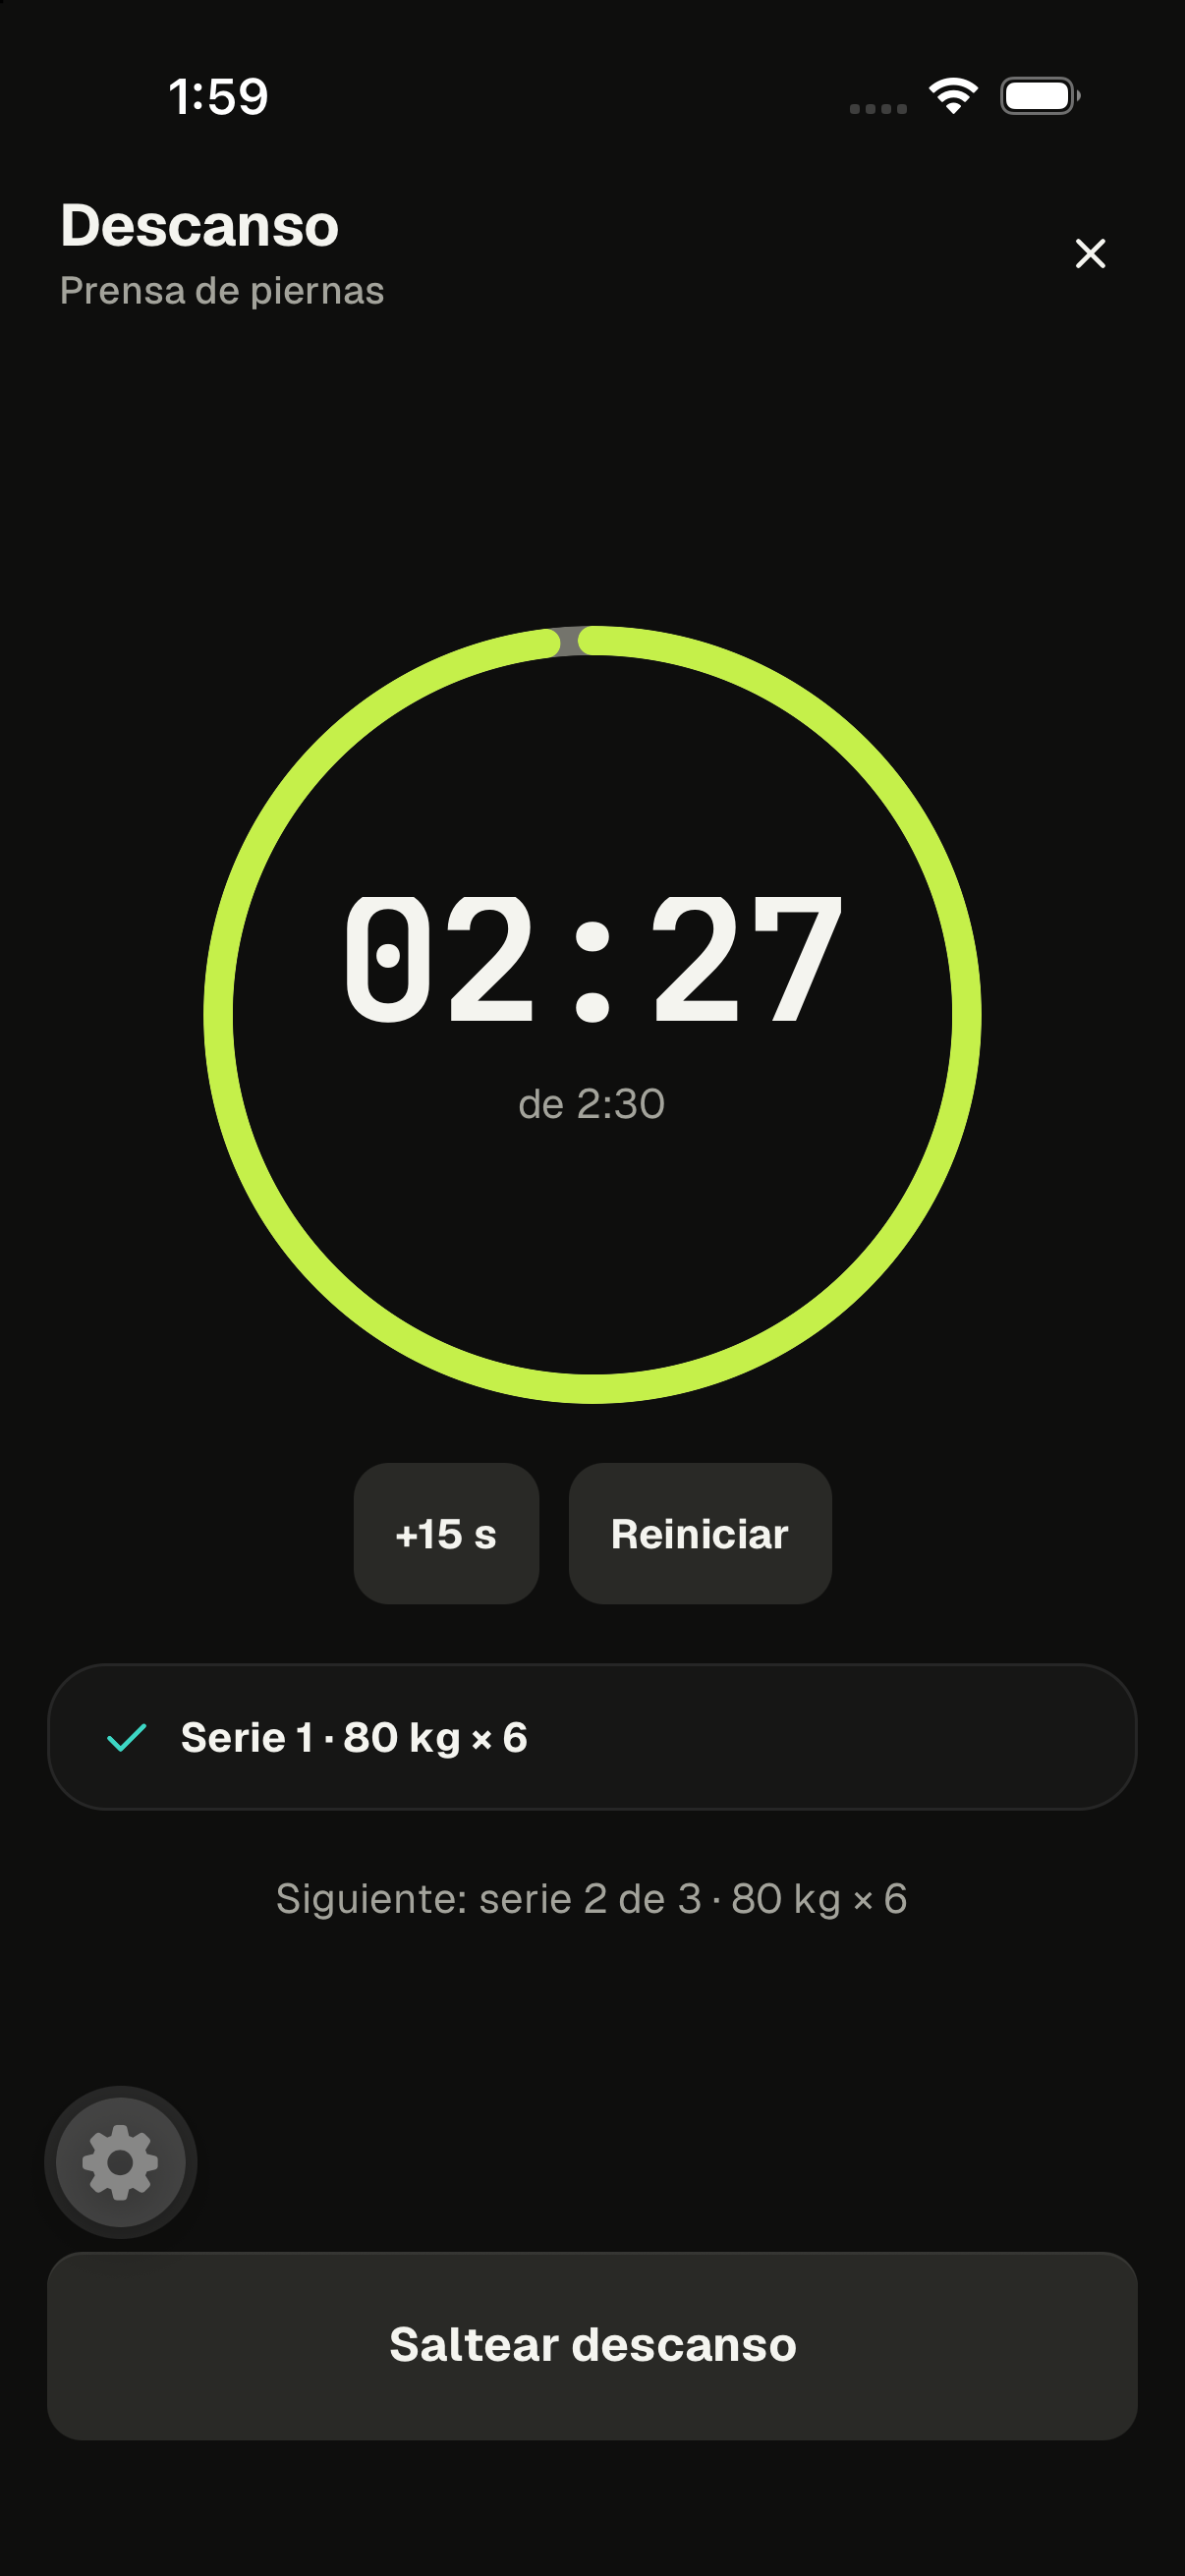 1:59
Descanso
Prensa de piernas
02:27
de 2:30
+15 s
Reiniciar
Serie 1 · 80 kg × 6
Siguiente: serie 2 de 3 · 80 kg × 6
Saltear descanso